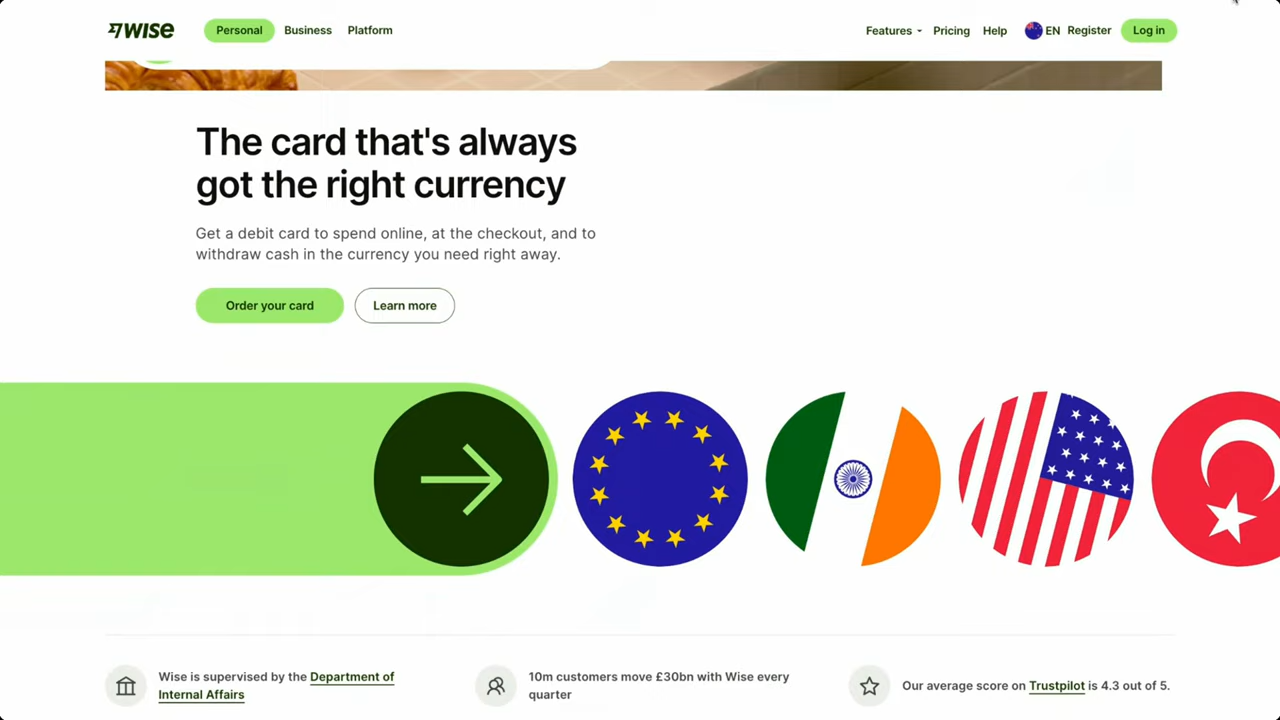 WISE
Personal
Business
Platform
Features
Pricing
Help
EN
Register
Log in
The card that's always
got the right currency
Get a debit card to spend online, at the checkout, and to
withdraw cash in the currency you need right away.
Order your card
Learn more
Wise is supervised by the Department of
Internal Affairs
10m customers move £30bn with Wise every
quarter
Our average score on Trustpilot is 4.3 out of 5.